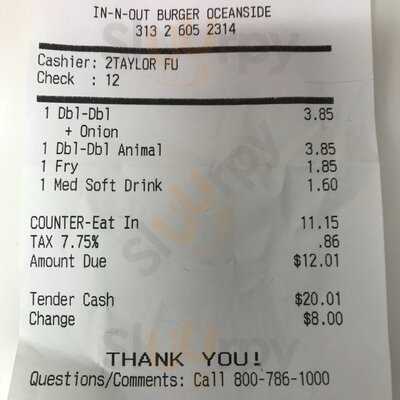 IN-N-OUT BURGER OCEANSIDE
313 2 605 2314
Cashier: 2TAYLOR FU
Check : 12
1 Dbl-Dbl 3.85
+ Onion
1 Dbl-Dbl Animal 3.85
1 Fry 1.85
1 Med Soft Drink 1.60
COUNTER-Eat In 11.15
TAX 7.75% .86
Amount Due $12.01
Tender Cash $20.01
Change $8.00
THANK YOU!
Questions/Comments: Call 800-786-1000
sluurpy
sluurpy
sluurpy